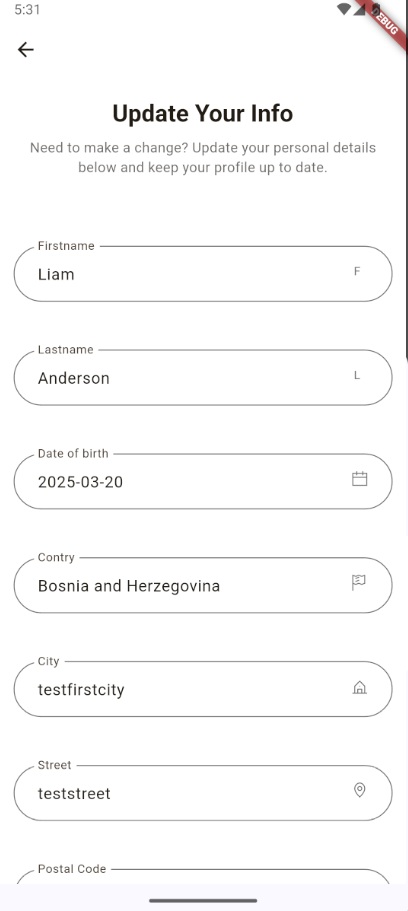 5:31
DEBUG
Update Your Info
Need to make a change? Update your personal details
below and keep your profile up to date.
Firstname
Liam
F
Lastname
Anderson
L
Date of birth
2025-03-20
Contry
Bosnia and Herzegovina
City
testfirstcity
Street
teststreet
Postal Code